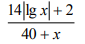 14|lg x| + 2
40 + x